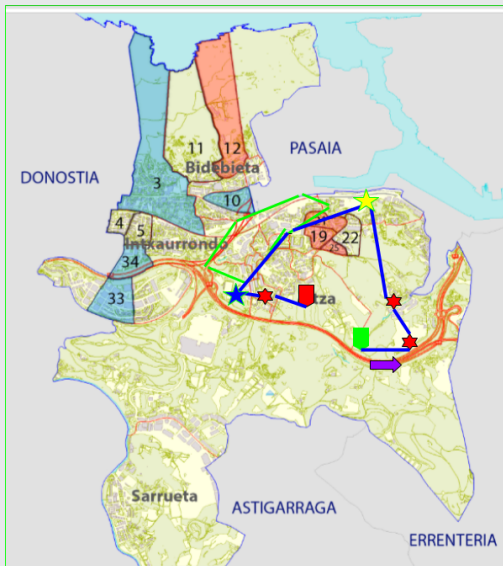 11
12
PASAIA
Bidebieta
DONOSTIA
3
10
4
5
19
22
Intxaurrondo
34
33
tza
Sarrueta
ASTIGARRAGA
ERRENTERIA